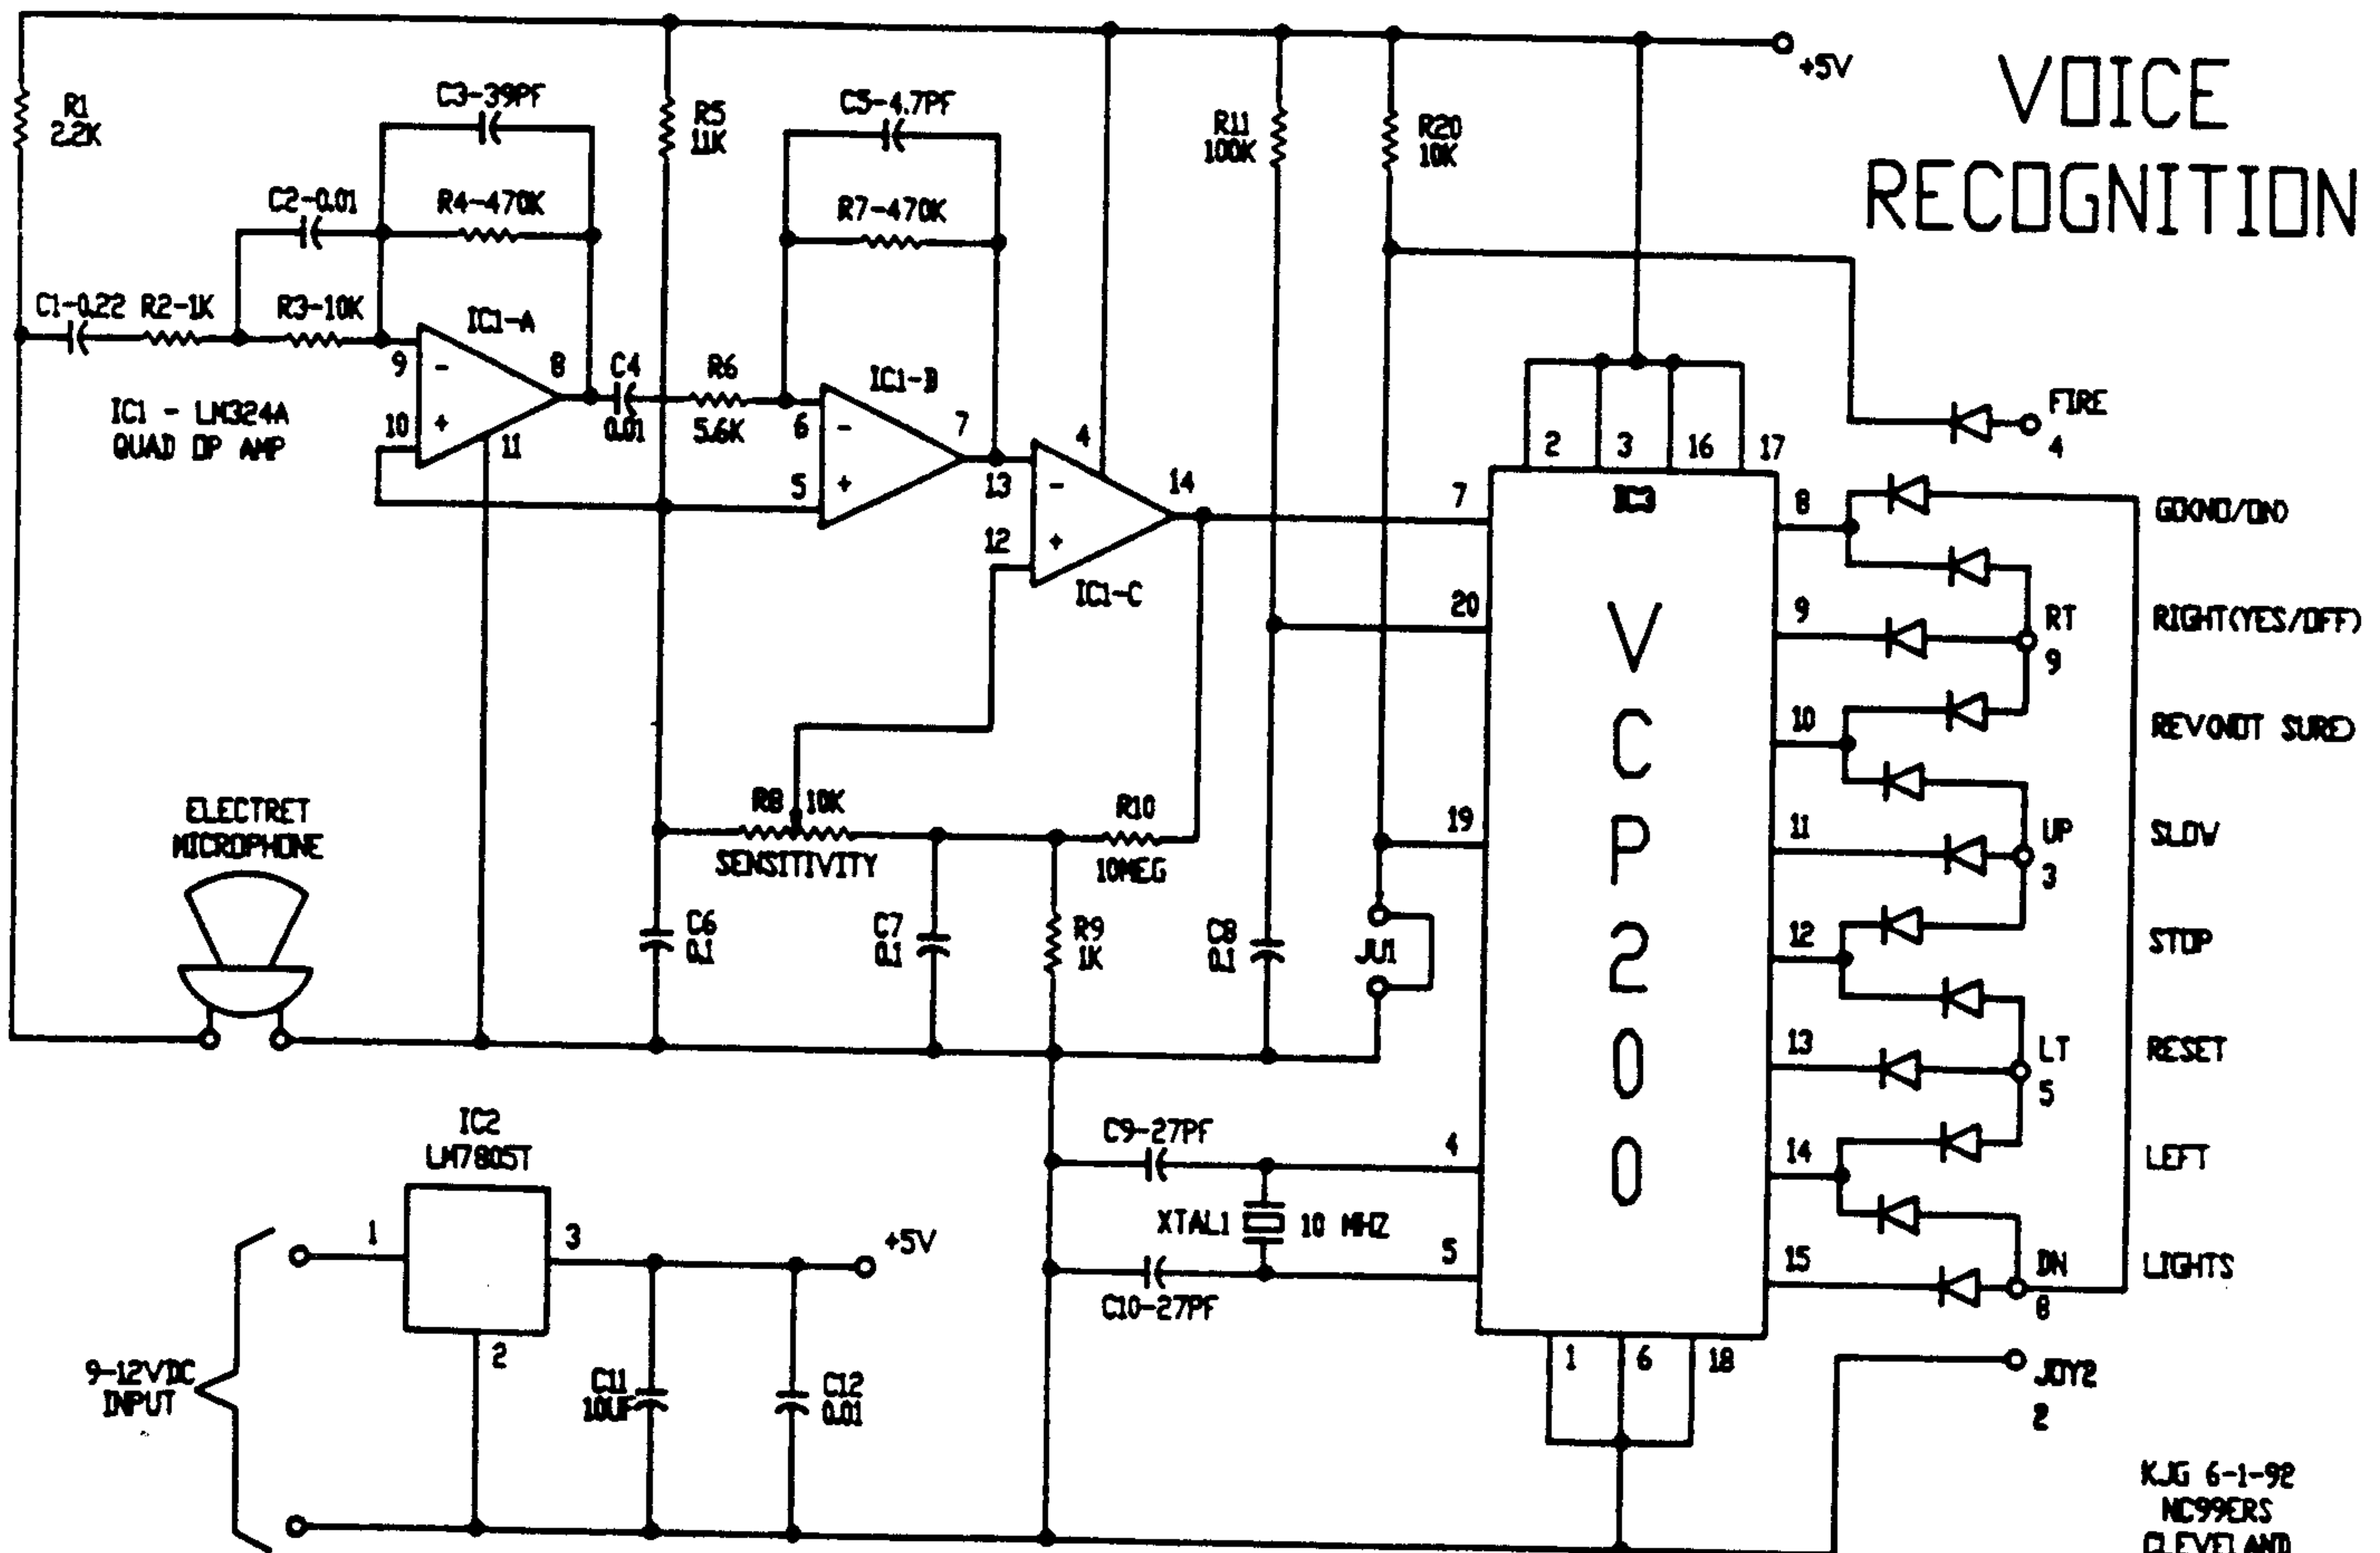 VOICE
RECOGNITION
+5V
R1
2.2K
C3-39PF
R5
11K
C5-4.7PF
R11
100K
R20
10K
C2-0.01
R4-470K
R7-470K
C1-0.22
R2-1K
R3-10K
IC1-A
9
-
10
+
8
11
IC1 - LM324A
QUAD OP AMP
C4
0.01
R6
5.6K
IC1-B
6
-
5
+
7
13
-
12
+
4
14
IC1-C
2
3
16
17
IC3
VCP200
7
20
19
4
5
1
6
18
8
9
10
11
12
13
14
15
FIRE
4
GO(NO/ON)
RT
9
RIGHT(YES/OFF)
REV(NOT SURE)
UP
3
SLOW
STOP
LT
5
RESET
LEFT
DN
8
LIGHTS
JOY2
2
ELECTRET
MICROPHONE
R8
10K
SENSITIVITY
R10
10MEG
C6
0.1
C7
0.1
R9
1K
C8
0.1
JU1
C9-27PF
XTAL1
10 MHZ
C10-27PF
IC2
LM7805T
1
3
2
+5V
9-12VDC
INPUT
C11
10UF
C12
0.01
KJG 6-1-92
NC99ERS
CLEVELAND